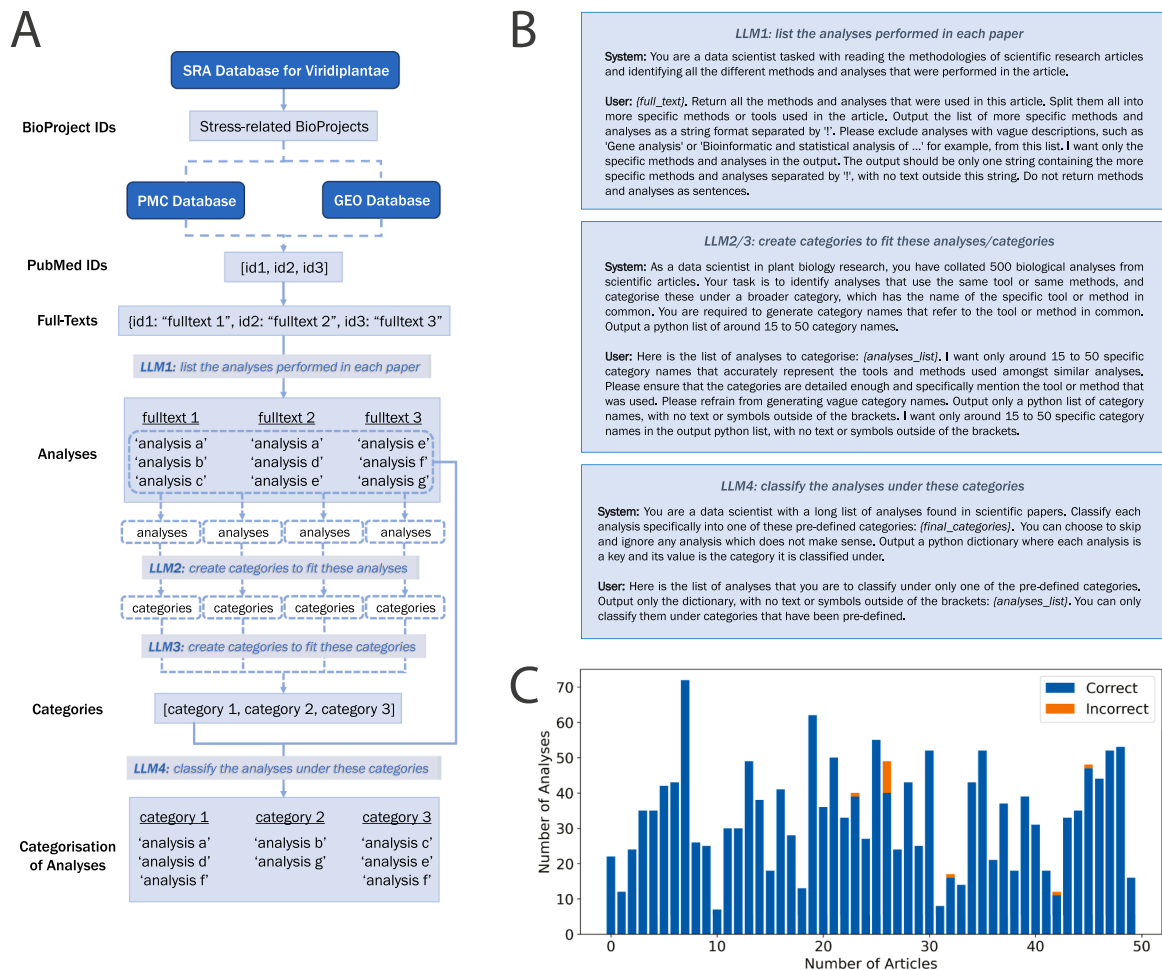 A
SRA Database for Viridiplantae
BioProject IDs
Stress-related BioProjects
PMC Database
GEO Database
PubMed IDs
[id1, id2, id3]
Full-Texts
{id1: “fulltext 1”, id2: “fulltext 2”, id3: “fulltext 3”
LLM1: list the analyses performed in each paper
fulltext 1 fulltext 2 fulltext 3
Analyses
‘analysis a’ ‘analysis a’ ‘analysis e’
‘analysis b’ ‘analysis d’ ‘analysis f’
‘analysis c’ ‘analysis e’ ‘analysis g’
analyses analyses analyses analyses
LLM2: create categories to fit these analyses
categories categories categories categories
LLM3: create categories to fit these categories
Categories
[category 1, category 2, category 3]
LLM4: classify the analyses under these categories
Categorisation
of Analyses
category 1 category 2 category 3
‘analysis a’ ‘analysis b’ ‘analysis c’
‘analysis d’ ‘analysis g’ ‘analysis e’
‘analysis f’ ‘analysis f’
B
LLM1: list the analyses performed in each paper
System: You are a data scientist tasked with reading the methodologies of scientific research articles
and identifying all the different methods and analyses that were performed in the article.
User: {full_text}. Return all the methods and analyses that were used in this article. Split them all into
more specific methods or tools used in the article. Output the list of more specific methods and
analyses as a string format separated by '!'. Please exclude analyses with vague descriptions, such as
'Gene analysis' or 'Bioinformatic and statistical analysis of ...' for example, from this list. I want only the
specific methods and analyses in the output. The output should be only one string containing the more
specific methods and analyses separated by '!', with no text outside this string. Do not return methods
and analyses as sentences.
LLM2/3: create categories to fit these analyses/categories
System: As a data scientist in plant biology research, you have collated 500 biological analyses from
scientific articles. Your task is to identify analyses that use the same tool or same methods, and
categorise these under a broader category, which has the name of the specific tool or method in
common. You are required to generate category names that refer to the tool or method in common.
Output a python list of around 15 to 50 category names.
User: Here is the list of analyses to categorise: {analyses_list}. I want only around 15 to 50 specific
category names that accurately represent the tools and methods used amongst similar analyses.
Please ensure that the categories are detailed enough and specifically mention the tool or method that
was used. Please refrain from generating vague category names. Output only a python list of category
names, with no text or symbols outside of the brackets. I want only around 15 to 50 specific category
names in the output python list, with no text or symbols outside of the brackets.
LLM4: classify the analyses under these categories
System: You are a data scientist with a long list of analyses found in scientific papers. Classify each
analysis specifically into one of these pre-defined categories: {final_categories}. You can choose to skip
and ignore any analysis which does not make sense. Output a python dictionary where each analysis is
a key and its value is the category it is classified under.
User: Here is the list of analyses that you are to classify under only one of the pre-defined categories.
Output only the dictionary, with no text or symbols outside of the brackets: {analyses_list}. You can only
classify them under categories that have been pre-defined.
C
Number of Analyses
70
60
50
40
30
20
10
0
Correct
Incorrect
0 10 20 30 40 50
Number of Articles